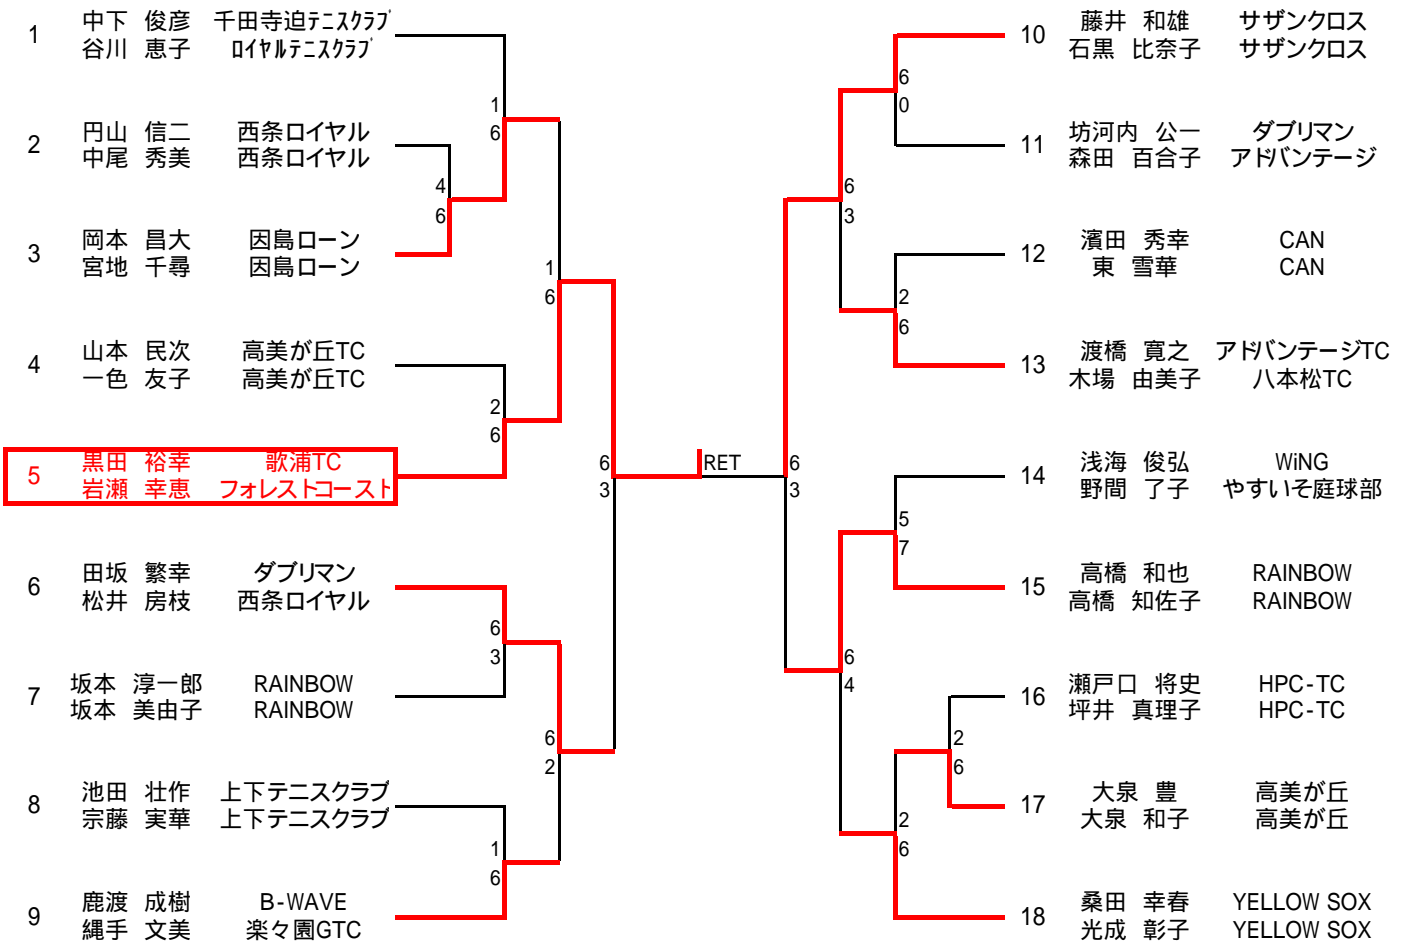 1 中下 俊彦 千田寺迫テニスクラブ
谷川 恵子 ロイヤルテニスクラブ
1
6
2 円山 信二 西条ロイヤル
中尾 秀美 西条ロイヤル
4
6
3 岡本 昌大 因島ローン
宮地 千尋 因島ローン
1
6
4 山本 民次 高美が丘TC
一色 友子 高美が丘TC
2
6
5 黒田 裕幸 歌浦TC
岩瀬 幸恵 フォレストコースト
6
3
6 田坂 繁幸 ダブリマン
松井 房枝 西条ロイヤル
6
3
7 坂本 淳一郎 RAINBOW
坂本 美由子 RAINBOW
6
2
8 池田 壮作 上下テニスクラブ
宗藤 実華 上下テニスクラブ
1
6
9 鹿渡 成樹 B-WAVE
縄手 文美 楽々園GTC
RET
10 藤井 和雄 サザンクロス
石黒 比奈子 サザンクロス
6
0
11 坊河内 公一 ダブリマン
森田 百合子 アドバンテージ
6
3
12 濱田 秀幸 CAN
東 雪華 CAN
2
6
13 渡橋 寛之 アドバンテージTC
木場 由美子 八本松TC
6
3
14 浅海 俊弘 WiNG
野間 了子 やすいそ庭球部
5
7
15 高橋 和也 RAINBOW
高橋 知佐子 RAINBOW
6
4
16 瀬戸口 将史 HPC-TC
坪井 真理子 HPC-TC
2
6
17 大泉 豊 高美が丘
大泉 和子 高美が丘
2
6
18 桑田 幸春 YELLOW SOX
光成 彰子 YELLOW SOX